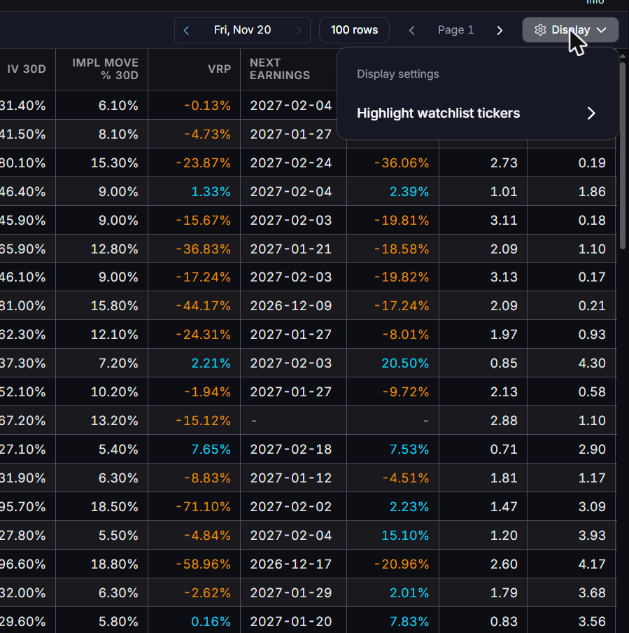 Info
Fri, Nov 20 100 rows Page 1 Display
IV 30D IMPL MOVE % 30D VRP NEXT EARNINGS
Display settings
Highlight watchlist tickers
31.40% 6.10% -0.13% 2027-02-04
41.50% 8.10% -4.73% 2027-01-27
80.10% 15.30% -23.87% 2027-02-24 -36.06% 2.73 0.19
46.40% 9.00% 1.33% 2027-02-04 2.39% 1.01 1.86
45.90% 9.00% -15.67% 2027-02-03 -19.81% 3.11 0.18
65.90% 12.80% -36.83% 2027-01-21 -18.58% 2.09 1.10
46.10% 9.00% -17.24% 2027-02-03 -19.82% 3.13 0.17
81.00% 15.80% -44.17% 2026-12-09 -17.24% 2.09 0.21
62.30% 12.10% -24.31% 2027-01-27 -8.01% 1.97 0.93
37.30% 7.20% 2.21% 2027-02-03 20.50% 0.85 4.30
52.10% 10.20% -1.94% 2027-01-27 -9.72% 2.13 0.58
67.20% 13.20% -15.12% - - 2.88 1.10
27.10% 5.40% 7.65% 2027-02-18 7.53% 0.71 2.90
31.90% 6.30% -8.83% 2027-01-12 -4.51% 1.81 1.17
95.70% 18.50% -71.10% 2027-02-02 2.23% 1.47 3.09
27.80% 5.50% -4.84% 2027-02-04 15.10% 1.20 3.93
96.60% 18.80% -58.96% 2026-12-17 -20.96% 2.60 4.17
32.00% 6.30% -2.62% 2027-01-29 2.01% 1.79 3.68
29.60% 5.80% 0.16% 2027-01-20 7.83% 0.83 3.56